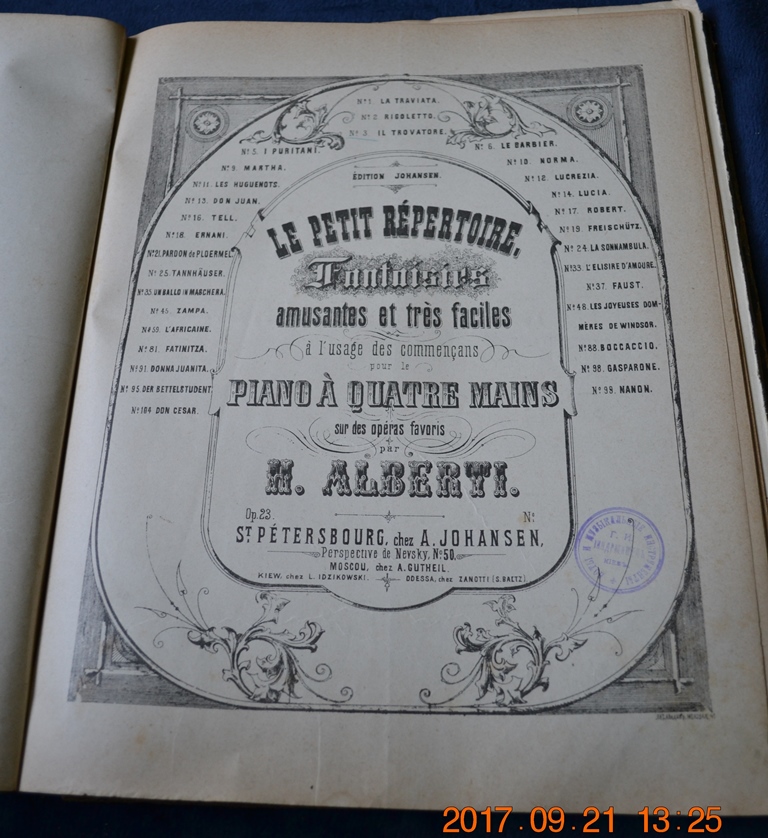 No 1. LA TRAVIATA.
No 2. RIGOLETTO.
No 3. IL TROVATORE.
No 5. I PURITANI.
No 9. MARTHA.
No 11. LES HUGUENOTS.
No 15. DON JUAN.
No 16. TELL.
No 18. ERNANI.
No 21. PARDON de PLOERMEL.
No 25. TANNHÄUSER.
No 35. UN BALLO IN MASCHERA.
No 45. ZAMPA.
No 59. L'AFRICAINE.
No 81. FATINITZA.
No 91. DONNA JUANITA.
No 95. DER BETTELSTUDENT.
No 104 DON CESAR.
No 6. LE BARBIER.
No 10. NORMA.
No 12. LUCREZIA.
No 14. LUCIA.
No 17. ROBERT.
No 19. FREISCHÜTZ.
No 24. LA SONNAMBULA.
No 33. L'ELISIRE D'AMOURE.
No 37. FAUST.
No 48. LES JOYEUSES COM-
MÈRES DE WINDSOR.
No 88. BOCCACCIO.
No 98. GASPARONE.
No 99. NANON.
ÉDITION JOHANSEN.
LE PETIT RÉPERTOIRE,
Fantaisies
amusantes et très faciles
à l'usage des commençans
pour le
PIANO À QUATRE MAINS
sur des opéras favoris
par
H. ALBERTI.
Op. 23. No
ST PÉTERSBOURG, chez A. JOHANSEN,
Perspective de Nevsky, No 50.
MOSCOU, chez A. GUTHEIL.
KIEW, chez L. IDZIKOWSKI. ODESSA, chez ZANOTTI (S. BALTZ)
2017.09.21 13:25